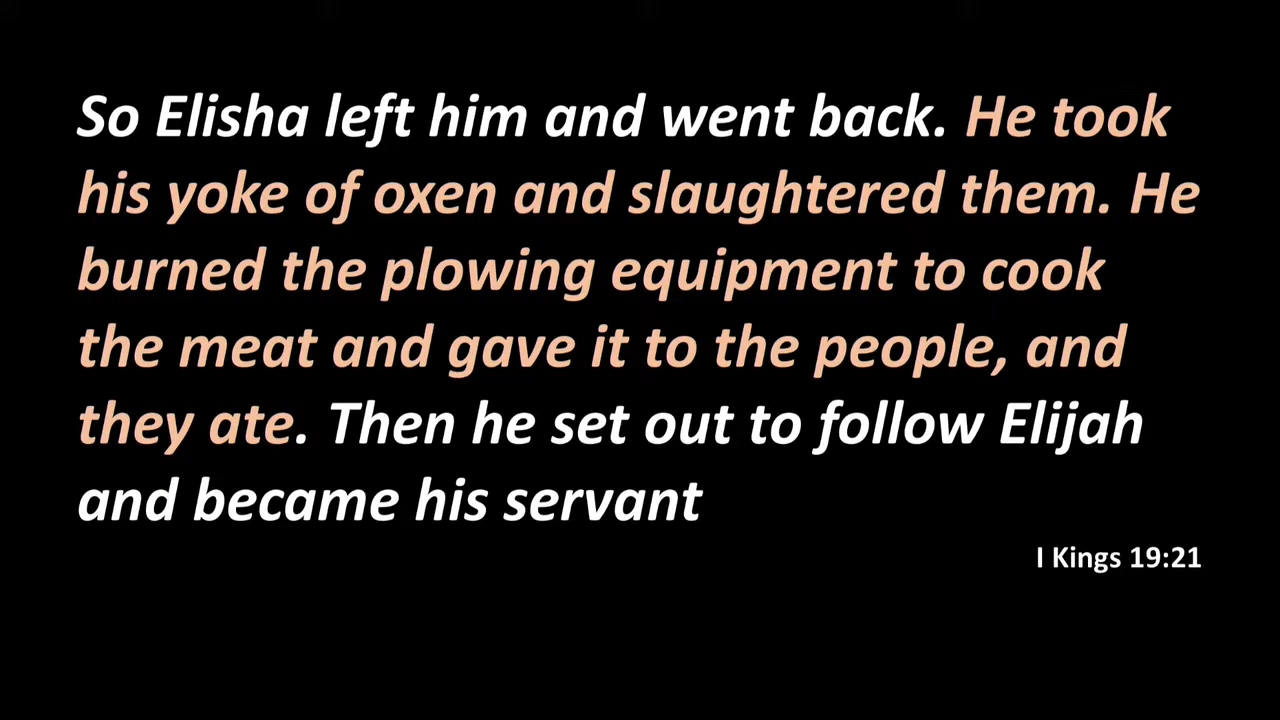 So Elisha left him and went back. He took
his yoke of oxen and slaughtered them. He
burned the plowing equipment to cook
the meat and gave it to the people, and
they ate. Then he set out to follow Elijah
and became his servant
I Kings 19:21